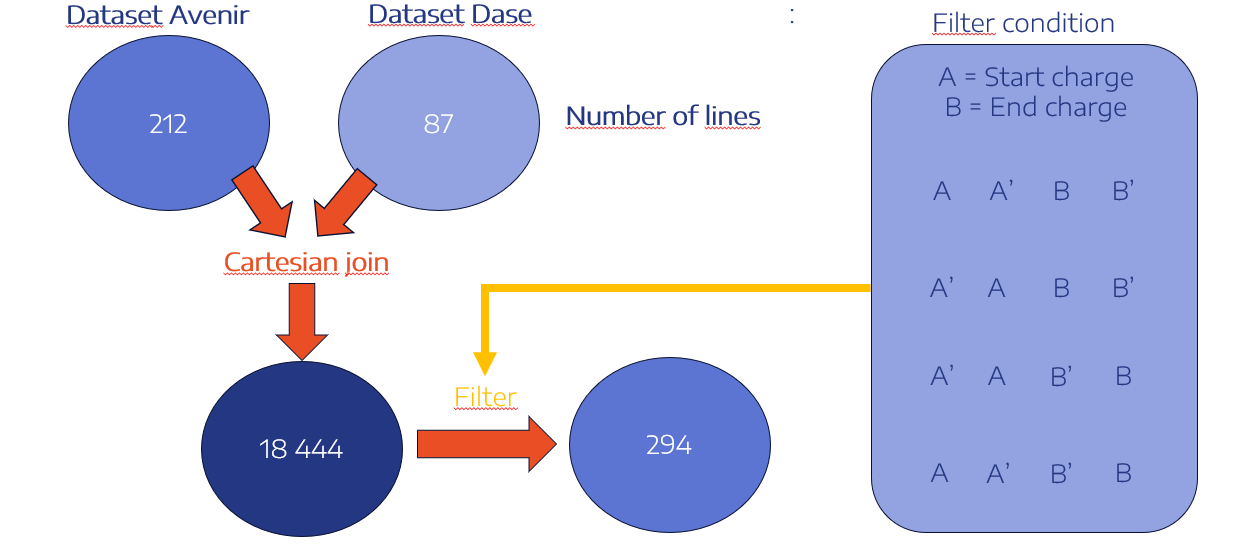 Dataset Avenir
Dataset Dase
:
Filter condition
212
87
Number of lines
A = Start charge
B = End charge
A A’ B B’
A’ A B B’
A’ A B’ B
A A’ B’ B
Cartesian join
Filter
18 444
294